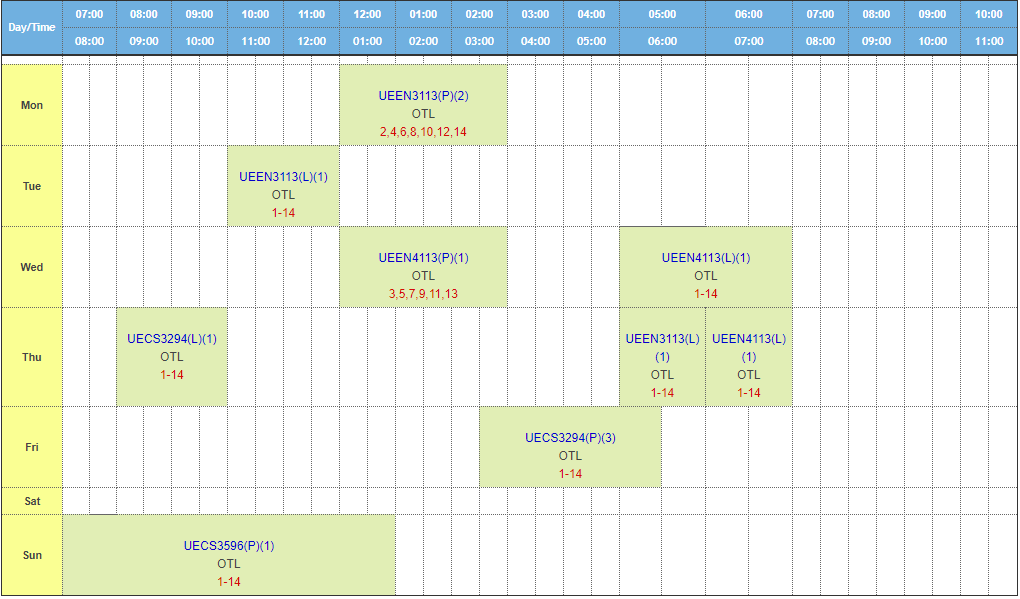 Day/Time 07:00 08:00 09:00 10:00 11:00 12:00 01:00 02:00 03:00 04:00 05:00 06:00 07:00 08:00 09:00 10:00
08:00 09:00 10:00 11:00 12:00 01:00 02:00 03:00 04:00 05:00 06:00 07:00 08:00 09:00 10:00 11:00
Mon
UEEN3113(P)(2)
OTL
2,4,6,8,10,12,14
Tue
UEEN3113(L)(1)
OTL
1-14
Wed
UEEN4113(P)(1)
OTL
3,5,7,9,11,13
UEEN4113(L)(1)
OTL
1-14
Thu
UECS3294(L)(1)
OTL
1-14
UEEN3113(L)
(1)
OTL
1-14
UEEN4113(L)
(1)
OTL
1-14
Fri
UECS3294(P)(3)
OTL
1-14
Sat
Sun
UECS3596(P)(1)
OTL
1-14